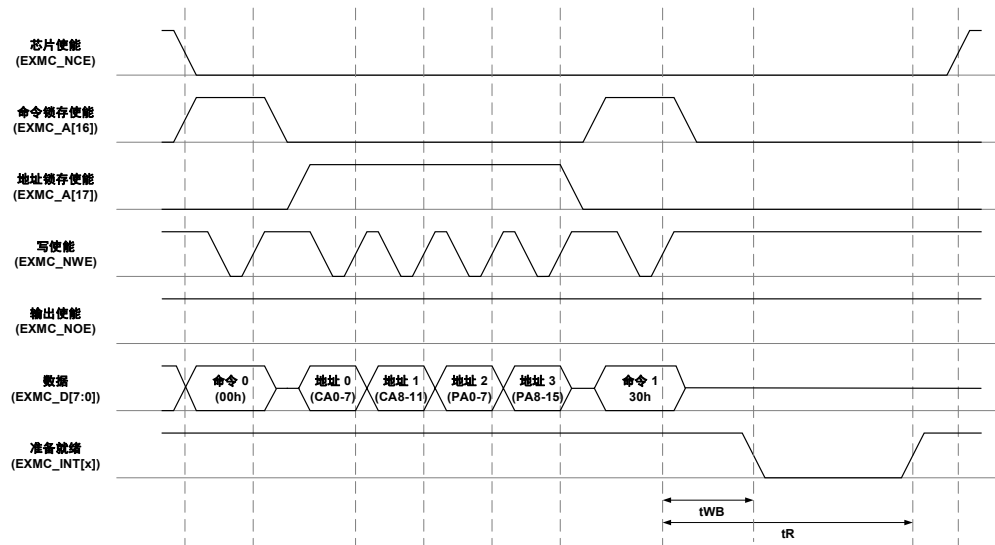 芯片使能
(EXMC_NCE)
命令锁存使能
(EXMC_A[16])
地址锁存使能
(EXMC_A[17])
写使能
(EXMC_NWE)
输出使能
(EXMC_NOE)
数据
(EXMC_D[7:0])
命令 0
(00h)
地址 0
(CA0-7)
地址 1
(CA8-11)
地址 2
(PA0-7)
地址 3
(PA8-15)
命令 1
30h
准备就绪
(EXMC_INT[x])
tWB
tR